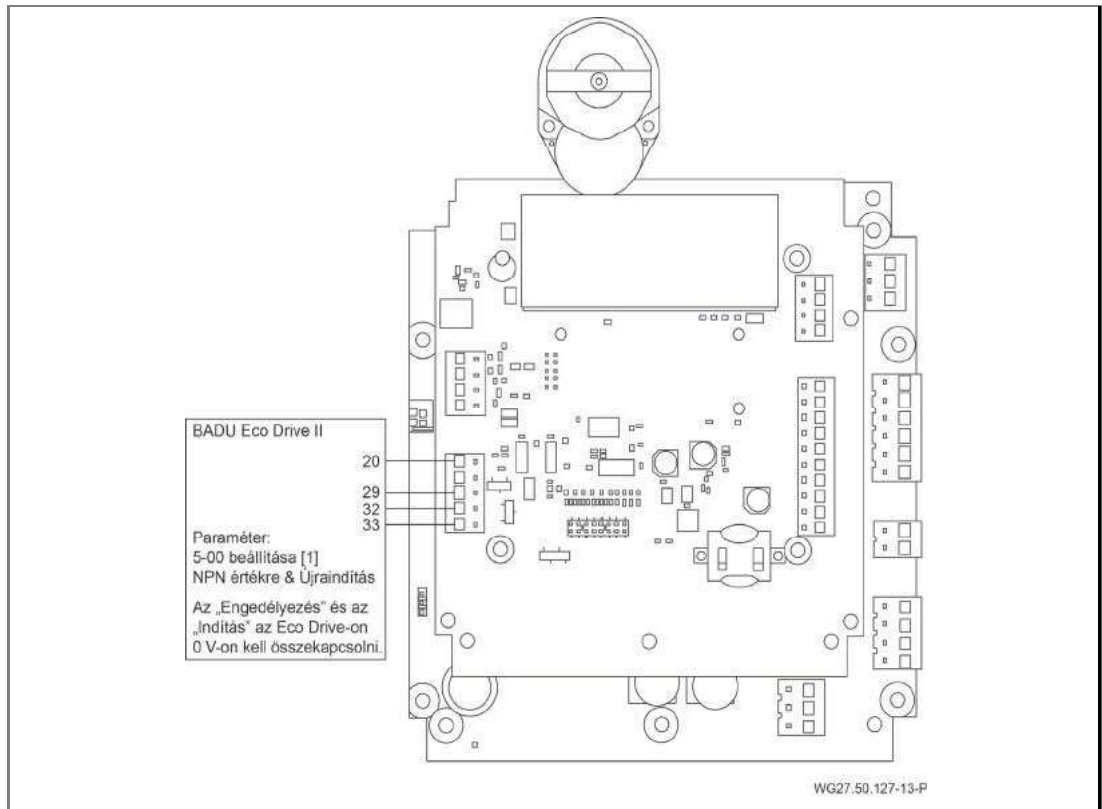 BADU Eco Drive II
20
29
32
33
Paraméter:
5-00 beállítása [1]
NPN értékre & Újraindítás
Az „Engedélyezés" és az
„Indítás" az Eco Drive-on
0 V-on kell összekapcsolni.
WG27.50.127-13-P